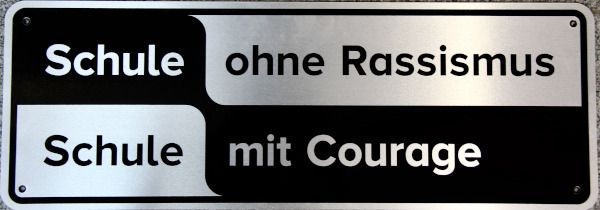 Schule ohne Rassismus
Schule mit Courage